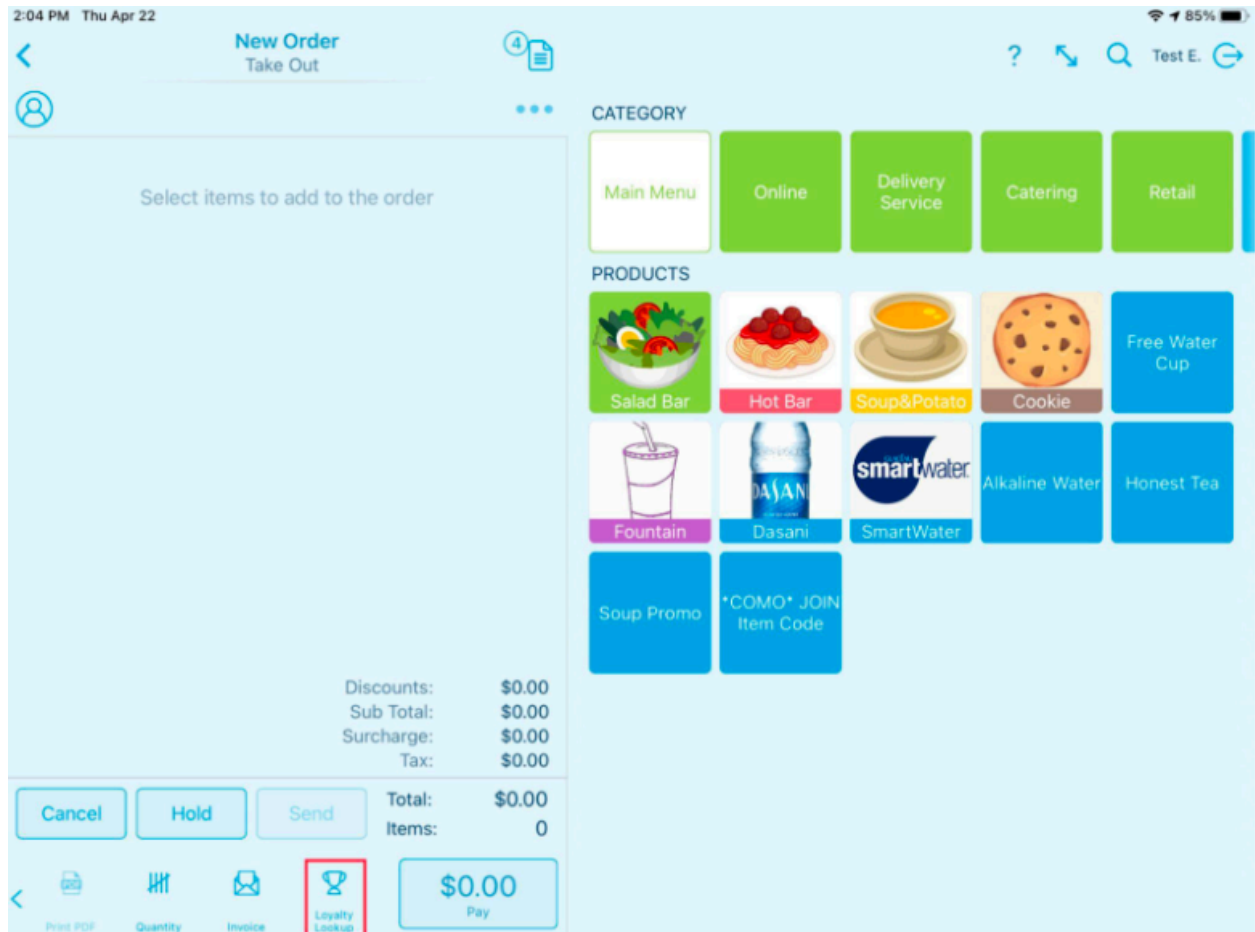 2:04 PM Thu Apr 22
85%
New Order
Take Out
4
?
Test E.
CATEGORY
Main Menu
Online
Delivery
Service
Catering
Retail
Select items to add to the order
PRODUCTS
Salad Bar
Hot Bar
Soup&Potato
Cookie
Free Water
Cup
DASANI
smartwater
Fountain
Dasani
SmartWater
Alkaline Water
Honest Tea
Soup Promo
*COMO* JOIN
Item Code
Discounts: $0.00
Sub Total: $0.00
Surcharge: $0.00
Tax: $0.00
Cancel
Hold
Send
Total: $0.00
Items: 0
Print PDF
Quantity
Invoice
Loyalty
Lookup
$0.00
Pay